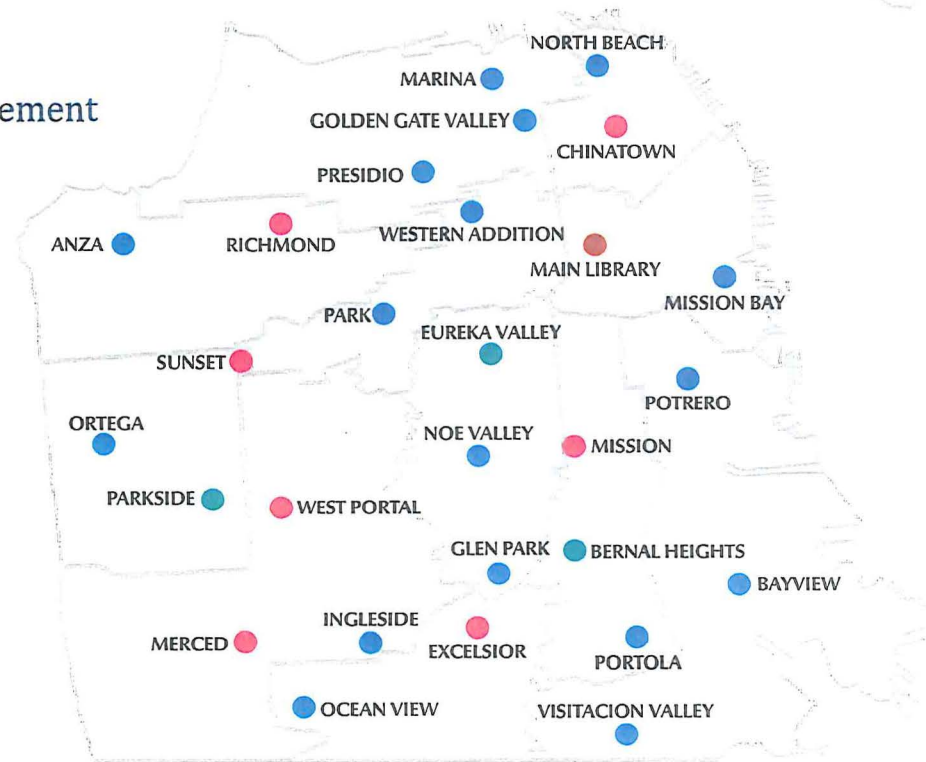 ement
NORTH BEACH
MARINA
GOLDEN GATE VALLEY
CHINATOWN
PRESIDIO
WESTERN ADDITION
ANZA
RICHMOND
MAIN LIBRARY
MISSION BAY
PARK
EUREKA VALLEY
SUNSET
POTRERO
ORTEGA
NOE VALLEY
MISSION
PARKSIDE
WEST PORTAL
GLEN PARK
BERNAL HEIGHTS
BAYVIEW
INGLESIDE
MERCED
EXCELSIOR
PORTOLA
OCEAN VIEW
VISITACION VALLEY